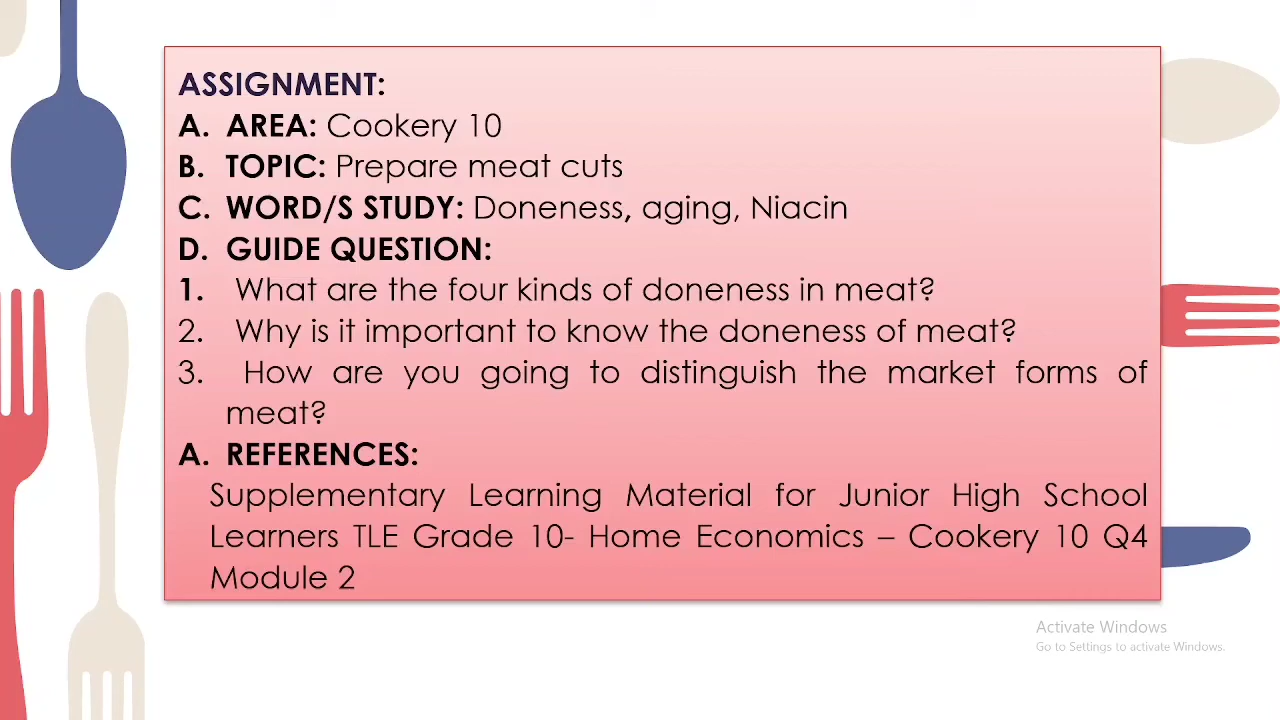 ASSIGNMENT:
A. AREA: Cookery 10
B. TOPIC: Prepare meat cuts
C. WORD/S STUDY: Doneness, aging, Niacin
D. GUIDE QUESTION:
1. What are the four kinds of doneness in meat?
2. Why is it important to know the doneness of meat?
3. How are you going to distinguish the market forms of
meat?
A. REFERENCES:
Supplementary Learning Material for Junior High School
Learners TLE Grade 10- Home Economics – Cookery 10 Q4
Module 2
Activate Windows
Go to Settings to activate Windows.